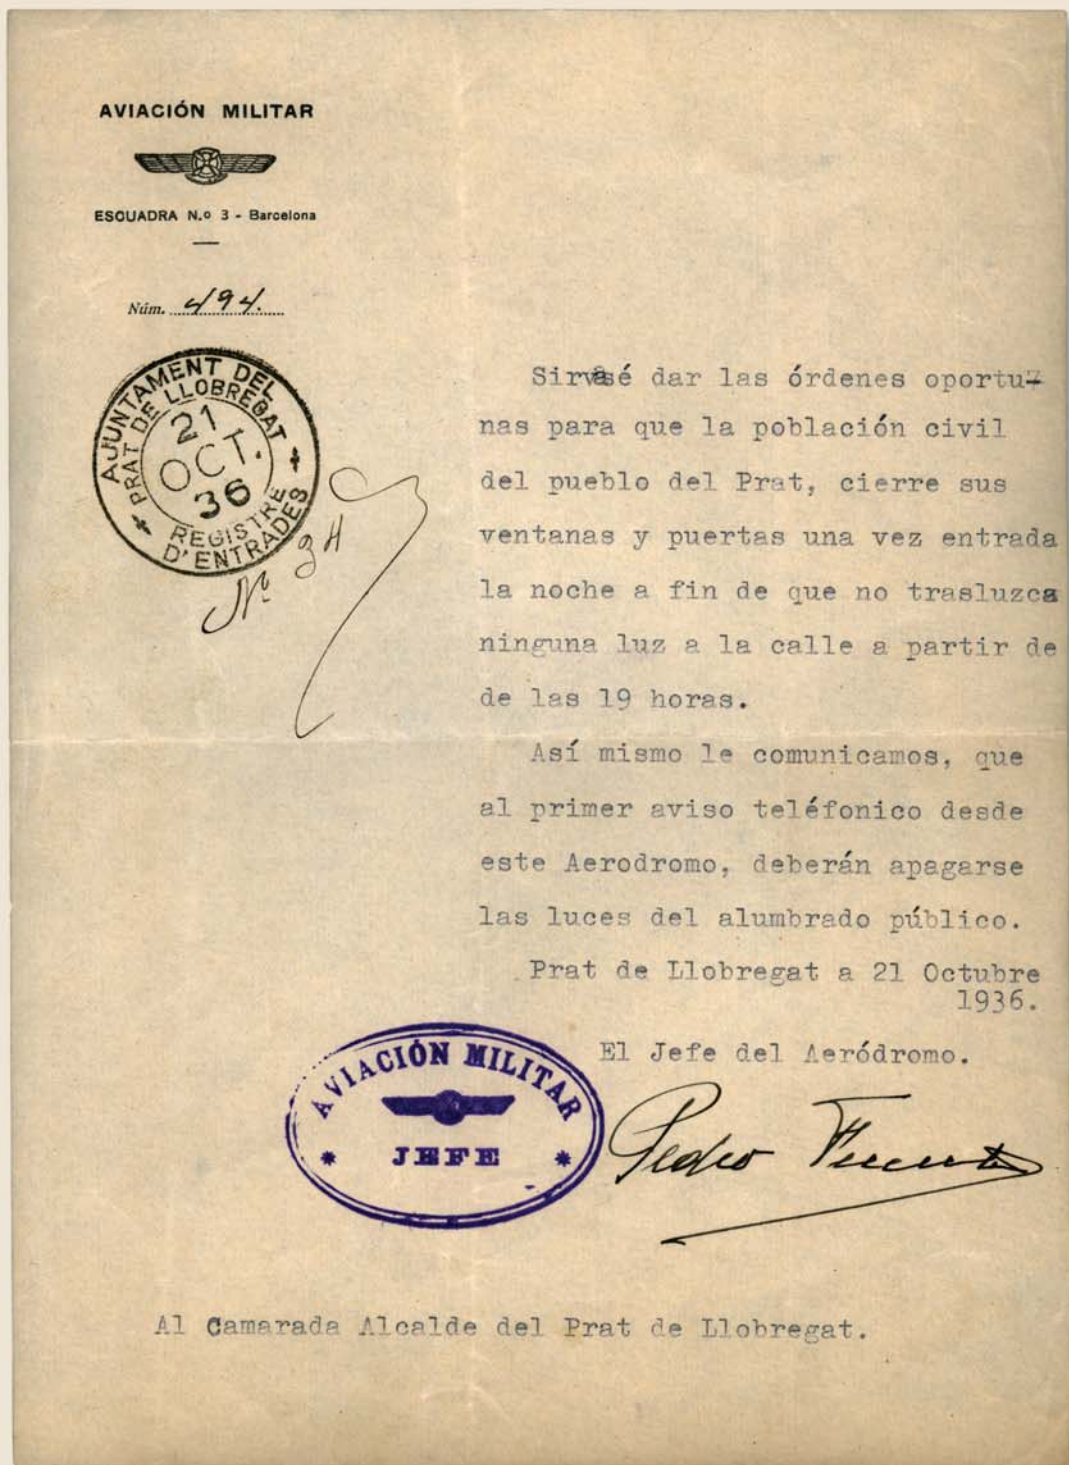 AVIACIÓN MILITAR
ESCUADRA N.º 3 - Barcelona
Núm. 494.
AJUNTAMENT DEL
PRAT DE LLOBREGAT
21
OCT.
36
REGISTRE
D'ENTRADES
Nº 94
Sirvasé dar las órdenes oportu-
nas para que la población civil
del pueblo del Prat, cierre sus
ventanas y puertas una vez entrada
la noche a fin de que no trasluzca
ninguna luz a la calle a partir de
de las 19 horas.
Así mismo le comunicamos, que
al primer aviso teléfonico desde
este Aerodromo, deberán apagarse
las luces del alumbrado público.
Prat de Llobregat a 21 Octubre
1936.
El Jefe del Aeródromo.
AVIACIÓN MILITAR
JEFE
Pedro
Al Camarada Alcalde del Prat de Llobregat.